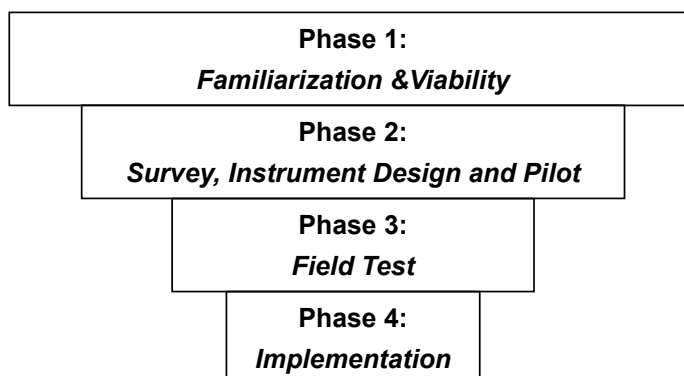 Phase 1:
Familiarization &Viability
Phase 2:
Survey, Instrument Design and Pilot
Phase 3:
Field Test
Phase 4:
Implementation